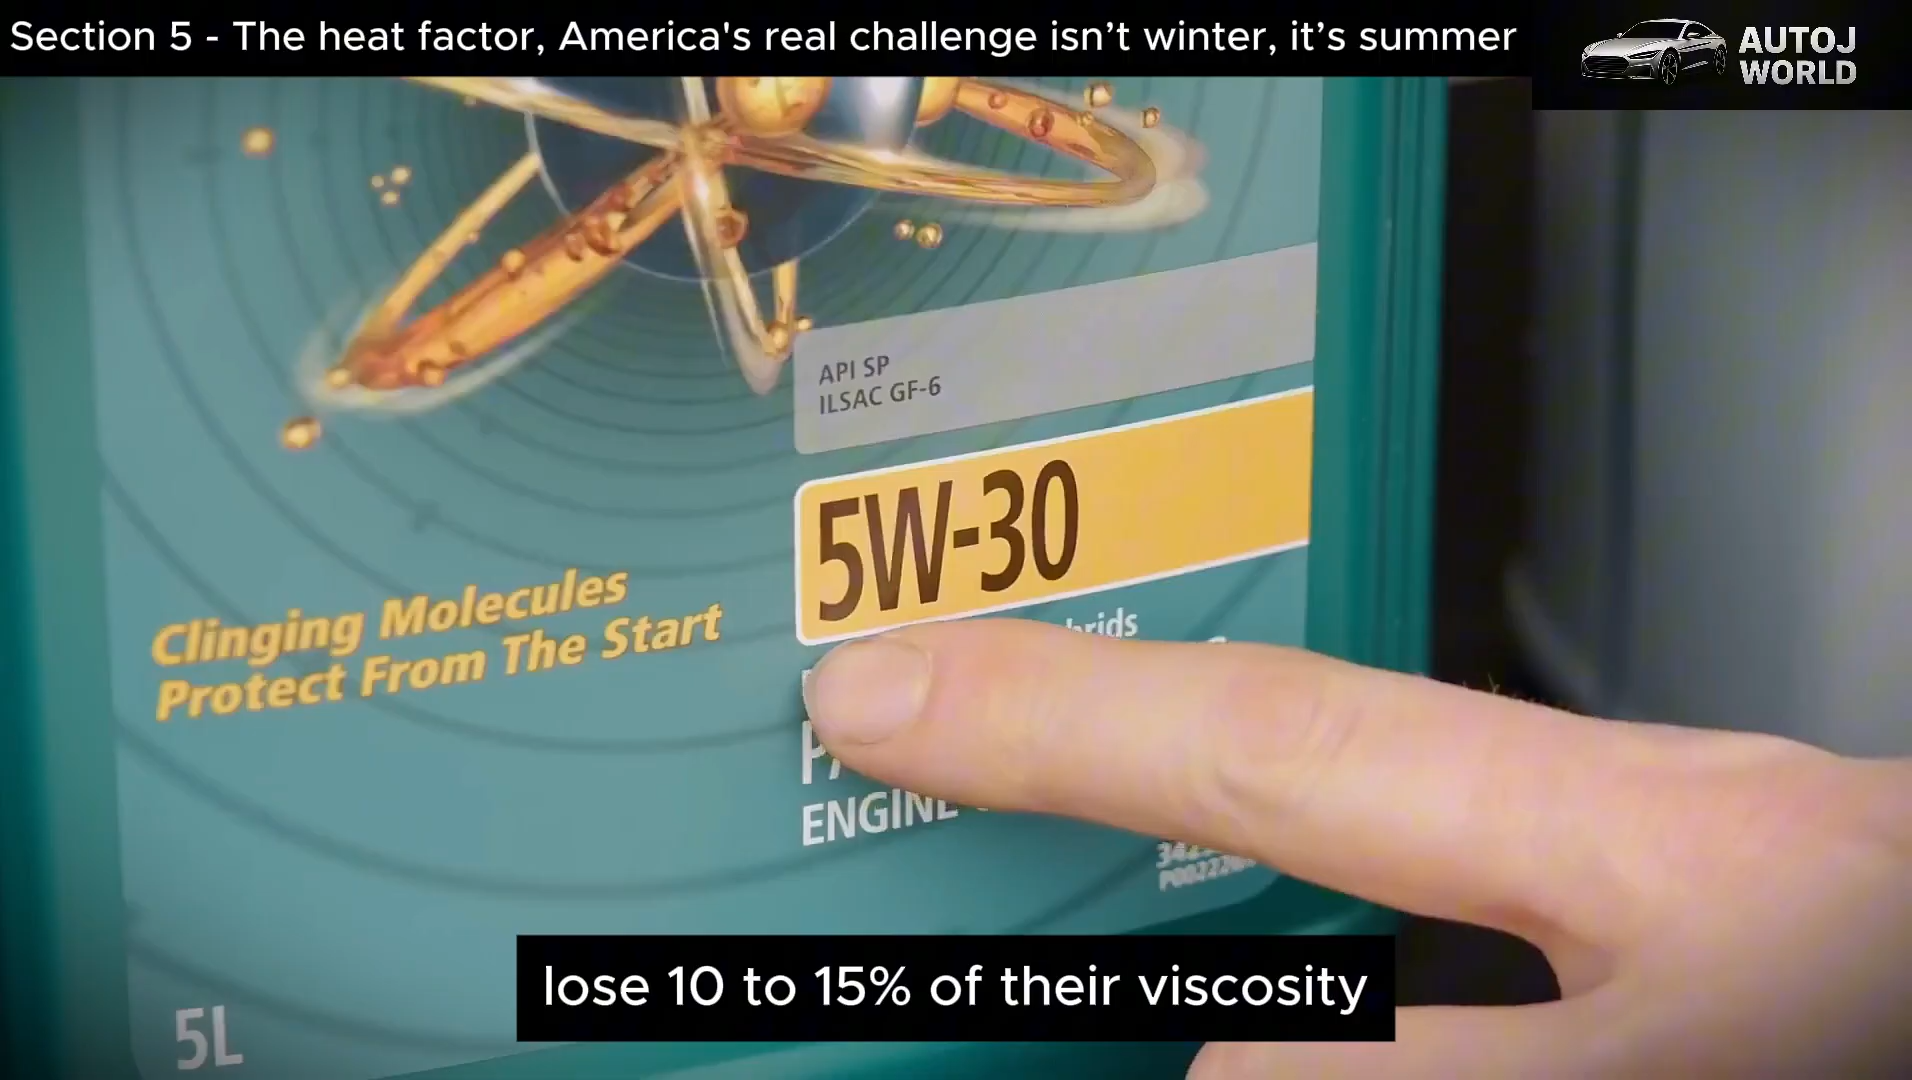 Section 5 - The heat factor, America's real challenge isn’t winter, it’s summer
AUTOJ
WORLD
API SP
ILSAC GF-6
5W-30
Clinging Molecules
Protect From The Start
ENGINE
5L
lose 10 to 15% of their viscosity